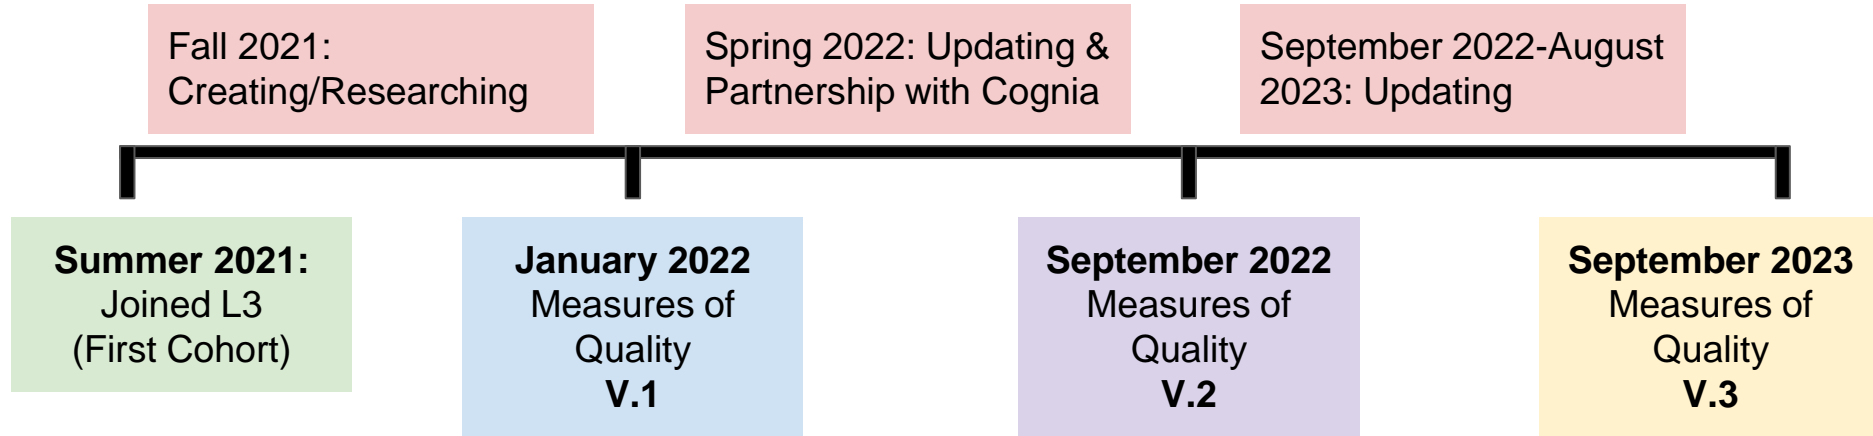 Fall 2021:
Creating/Researching
Spring 2022: Updating &
Partnership with Cognia
September 2022-August
2023: Updating
Summer 2021:
Joined L3
(First Cohort)
January 2022
Measures of
Quality
V.1
September 2022
Measures of
Quality
V.2
September 2023
Measures of
Quality
V.3